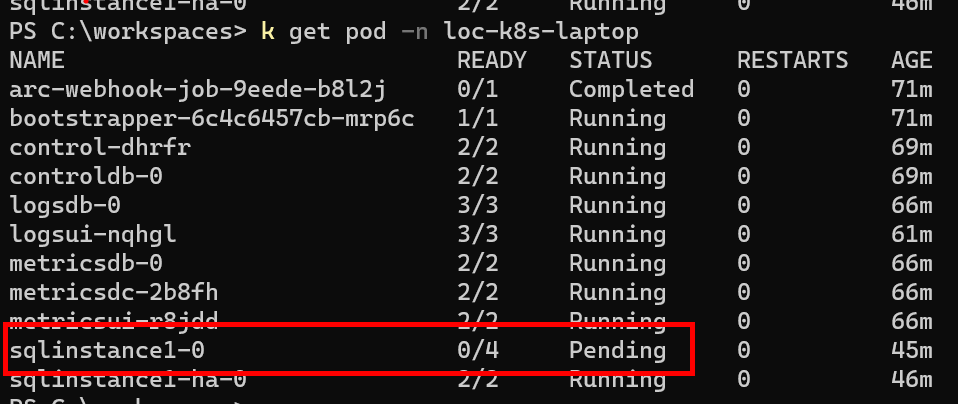 sqlinstance1-ha-0 2/2 Running 0 46m
PS C:\workspaces> k get pod -n loc-k8s-laptop
NAME READY STATUS RESTARTS AGE
arc-webhook-job-9eede-b8l2j 0/1 Completed 0 71m
bootstrapper-6c4c6457cb-mrp6c 1/1 Running 0 71m
control-dhrfr 2/2 Running 0 69m
controldb-0 2/2 Running 0 69m
logsdb-0 3/3 Running 0 66m
logsui-nqhgl 3/3 Running 0 61m
metricsdb-0 2/2 Running 0 66m
metricsdc-2b8fh 2/2 Running 0 66m
metricsui-r8jdd 2/2 Running 0 66m
sqlinstance1-0 0/4 Pending 0 45m
sqlinstance1-ha-0 2/2 Running 0 46m
PS C:\workspaces>